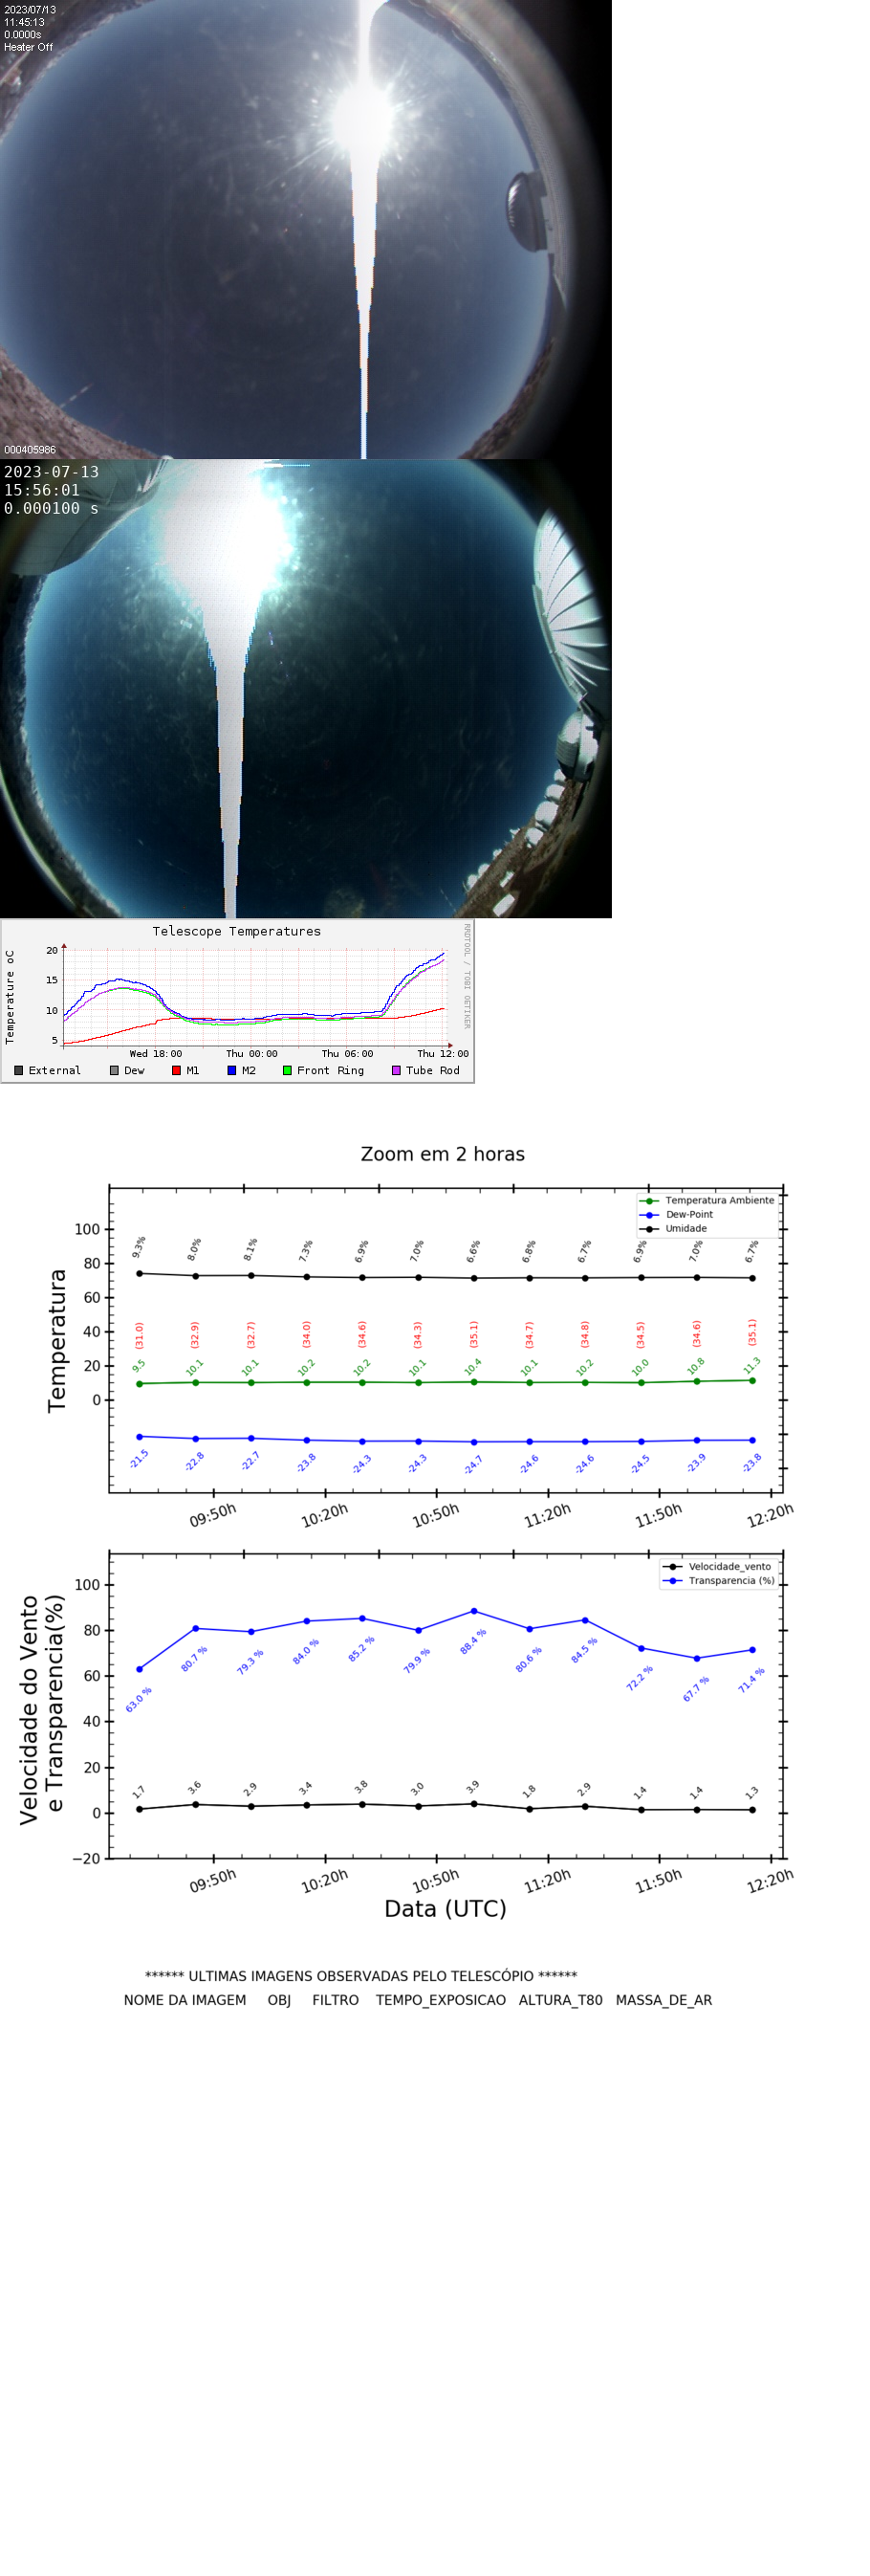 2023/07/13
11:45:13
0.0000s
Heater Off
000405986
2023-07-13
15:56:01
0.000100 s
Telescope Temperatures
RRDTOOL / TOBI OETIKER
Temperature oC
20
15
10
5
Wed 18:00 Thu 00:00 Thu 06:00 Thu 12:00
External Dew M1 M2 Front Ring Tube Rod
Zoom em 2 horas
Temperatura Ambiente
Dew-Point
Umidade
Temperatura
100
80
60
40
20
0
9.3% 8.0% 8.1% 7.3% 6.9% 7.0% 6.6% 6.8% 6.7% 6.9% 7.0% 6.7%
(31.0) (32.9) (32.7) (34.0) (34.6) (34.3) (35.1) (34.7) (34.8) (34.5) (34.6) (35.1)
9.5 10.1 10.1 10.2 10.2 10.1 10.4 10.1 10.2 10.0 10.8 11.3
-21.5 -22.8 -22.7 -23.8 -24.3 -24.3 -24.7 -24.6 -24.6 -24.5 -23.9 -23.8
09:50h 10:20h 10:50h 11:20h 11:50h 12:20h
Velocidade_vento
Transparencia (%)
Velocidade do Vento
e Transparencia(%)
100
80
60
40
20
0
−20
63.0 % 80.7 % 79.3 % 84.0 % 85.2 % 79.9 % 88.4 % 80.6 % 84.5 % 72.2 % 67.7 % 71.4 %
1.7 3.6 2.9 3.4 3.8 3.0 3.9 1.8 2.9 1.4 1.4 1.3
09:50h 10:20h 10:50h 11:20h 11:50h 12:20h
Data (UTC)
****** ULTIMAS IMAGENS OBSERVADAS PELO TELESCÓPIO ******
NOME DA IMAGEM OBJ FILTRO TEMPO_EXPOSICAO ALTURA_T80 MASSA_DE_AR